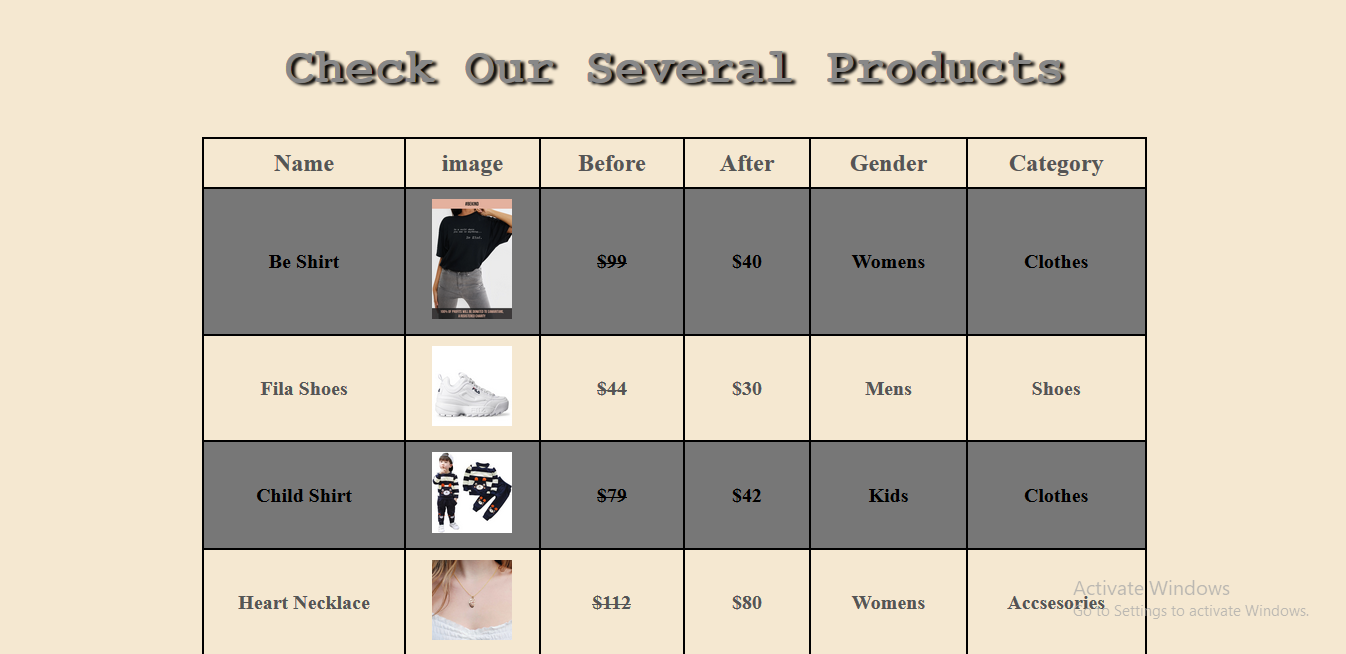 Check Our Several Products
Name image Before After Gender Category
Be Shirt $99 $40 Womens Clothes
Fila Shoes $44 $30 Mens Shoes
Child Shirt $79 $42 Kids Clothes
Heart Necklace $112 $80 Womens Accsesories
Activate Windows
Go to Settings to activate Windows.